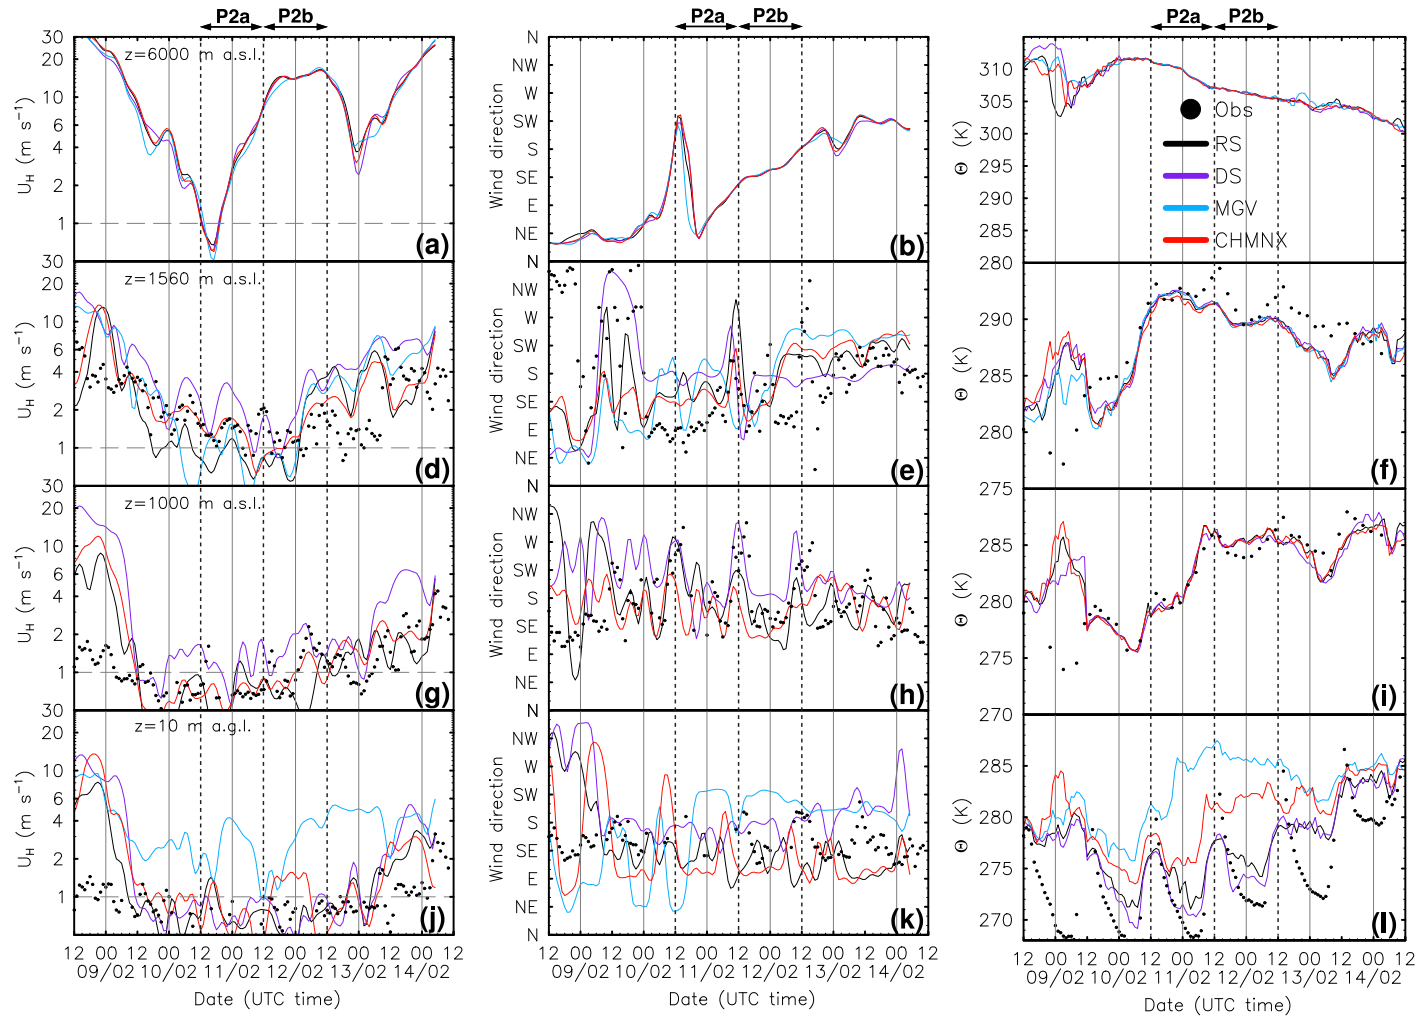 P2a P2b P2a P2b P2a P2b
30 z=6000 m a.s.l. N
10 NW 310
6 W 305 Obs
4 SW 300 RS
U_H (m s⁻¹) Wind direction Θ (K)
2 S 295 DS
SE 290 MGV
1 E 285 CHMNX
(a) NE (b) (c)
30 z=1560 m a.s.l. N 280
20 NW
10 W 290
6 SW
4 S 285
U_H (m s⁻¹) Wind direction Θ (K)
2 SE
1 E 280
(d) NE (e) (f)
30 z=1000 m a.s.l. N 275
20 NW
10 W 285
6 SW
4 S 280
U_H (m s⁻¹) Wind direction Θ (K)
2 SE
1 E 275
(g) NE (h) (i)
30 z=10 m a.g.l. N 270
20 NW
10 W 285
6 SW 280
4 S
U_H (m s⁻¹) Wind direction Θ (K)
2 SE 275
1 E
(j) NE (k) 270 (l)
N
12 00 12 00 12 00 12 00 12 00 12 00 12
09/02 10/02 11/02 12/02 13/02 14/02
Date (UTC time)
12 00 12 00 12 00 12 00 12 00 12 00 12
09/02 10/02 11/02 12/02 13/02 14/02
Date (UTC time)
12 00 12 00 12 00 12 00 12 00 12 00 12
09/02 10/02 11/02 12/02 13/02 14/02
Date (UTC time)